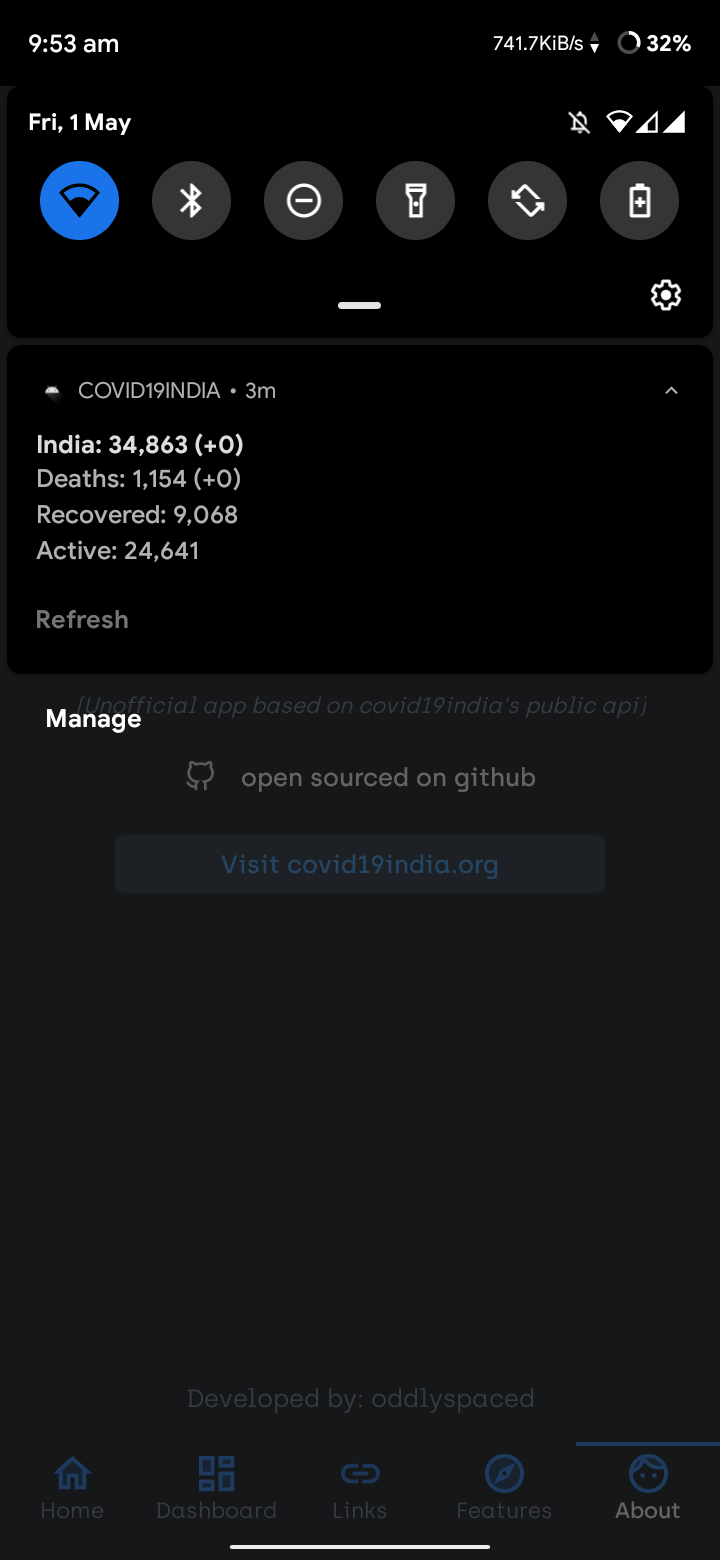 9:53 am 741.7KiB/s 32%
Fri, 1 May
COVID19INDIA • 3m
India: 34,863 (+0)
Deaths: 1,154 (+0)
Recovered: 9,068
Active: 24,641
Refresh
(Unofficial app based on covid19india's public api)
Manage
open sourced on github
Visit covid19india.org
Developed by: oddlyspaced
Home Dashboard Links Features About